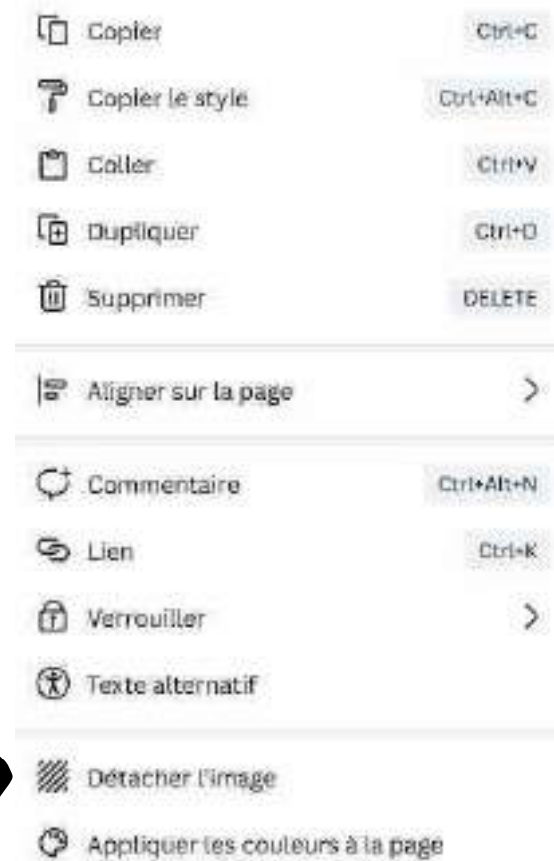 Copier Ctrl+C
Copier le style Ctrl+Alt+C
Coller Ctrl+V
Dupliquer Ctrl+D
Supprimer DELETE
Aligner sur la page
Commentaire Ctrl+Alt+N
Lien Ctrl+K
Verrouiller
Texte alternatif
Détacher l'image
Appliquer les couleurs à la page